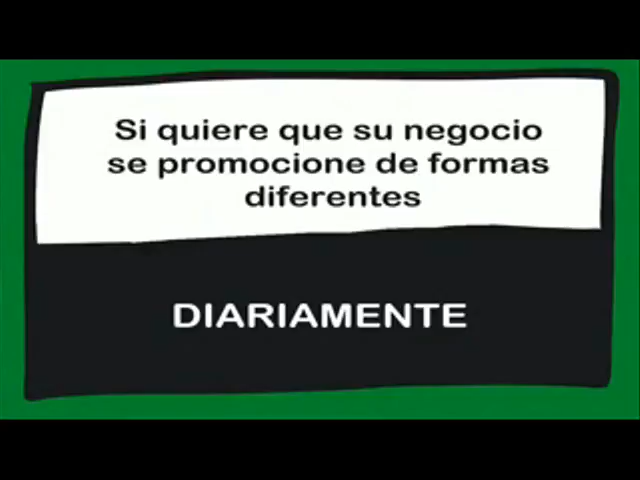 Si quiere que su negocio
se promocione de formas
diferentes
DIARIAMENTE